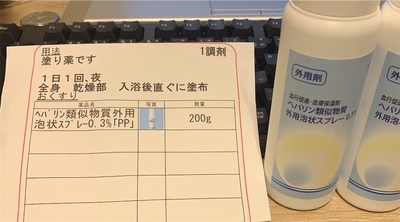 用法
1調剤
塗り薬です
1日1回、夜
全身 乾燥部 入浴後直ぐに塗布
おくすり
薬品名 写真 数量
ヘパリン類似物質外用 200g
泡状スプレー0.3%「PP」
外用剤
血行促進・皮膚保湿剤
ヘパリン類似物質
外用泡状スプレー0.3%